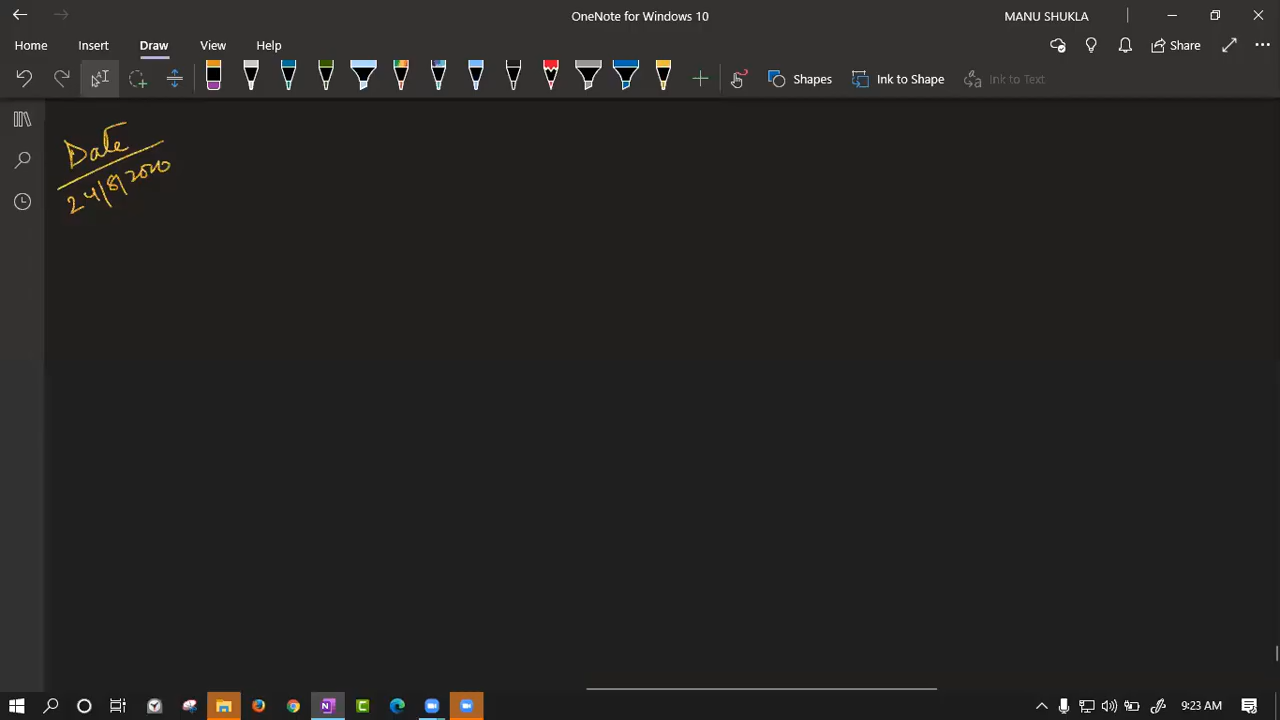 OneNote for Windows 10
MANU SHUKLA
Home Insert Draw View Help
Share
Shapes
Ink to Shape
Ink to Text
Date
24/8/2020
9:23 AM